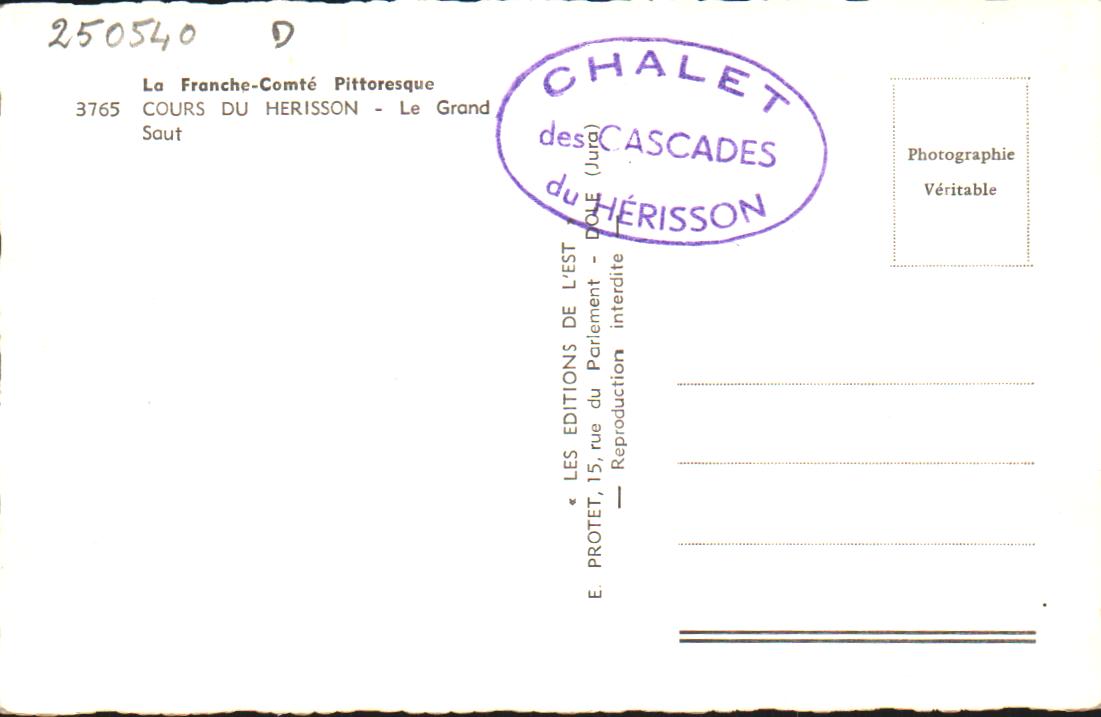 250540 D
La Franche-Comté Pittoresque
3765 COURS DU HERISSON - Le Grand
Saut
CHALET
des CASCADES
du HÉRISSON
« LES EDITIONS DE L'EST »
E. PROTET, 15, rue du Parlement - DOLE (Jura)
— Reproduction interdite —
Photographie
Véritable